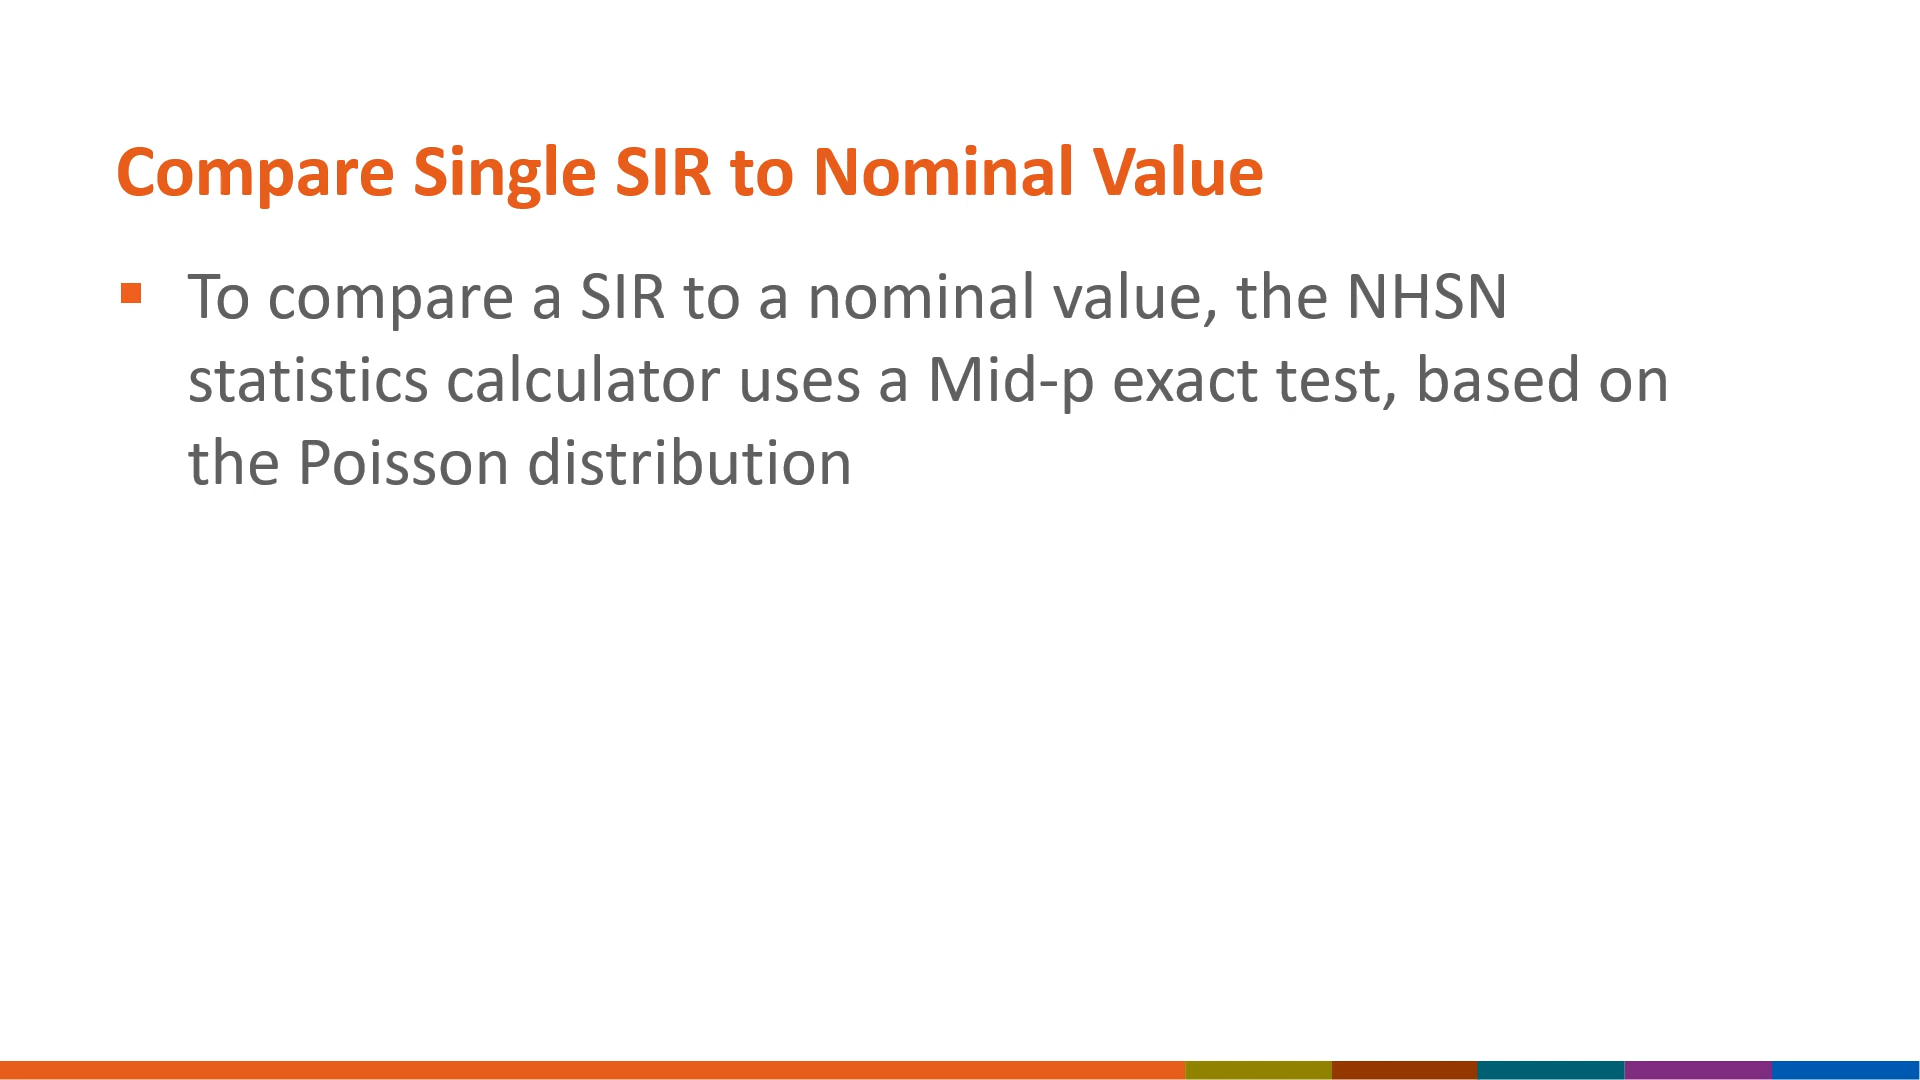 Compare Single SIR to Nominal Value
▪ To compare a SIR to a nominal value, the NHSN
statistics calculator uses a Mid-p exact test, based on
the Poisson distribution